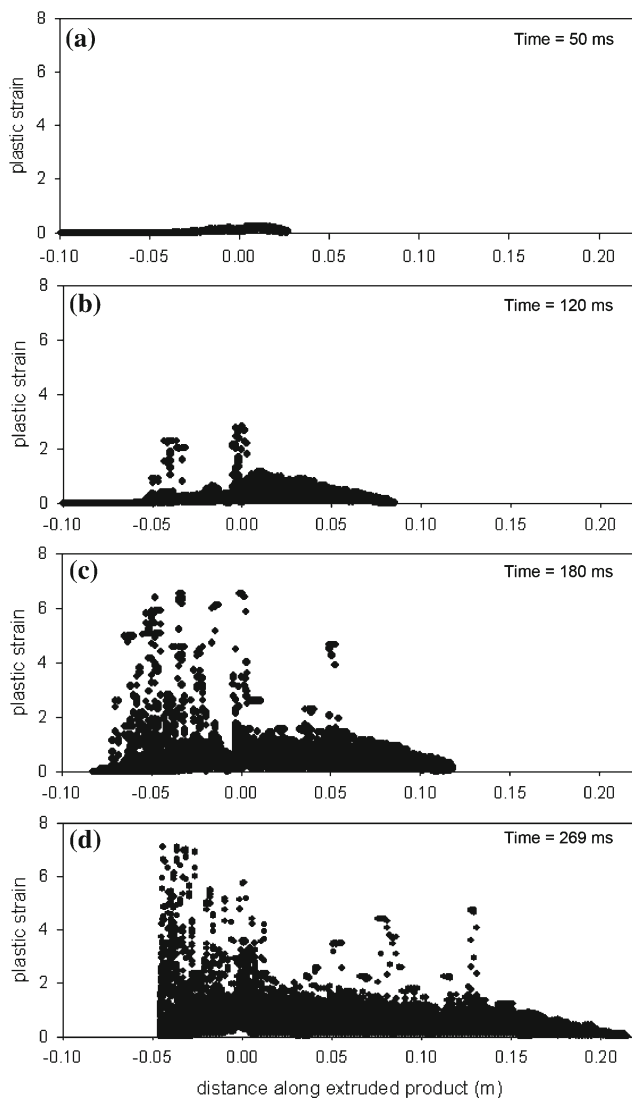 (a)
Time = 50 ms
plastic strain
8
6
4
2
0
-0.10 -0.05 0.00 0.05 0.10 0.15 0.20
(b)
Time = 120 ms
plastic strain
8
6
4
2
0
-0.10 -0.05 0.00 0.05 0.10 0.15 0.20
(c)
Time = 180 ms
plastic strain
8
6
4
2
0
-0.10 -0.05 0.00 0.05 0.10 0.15 0.20
(d)
Time = 269 ms
plastic strain
8
6
4
2
0
-0.10 -0.05 0.00 0.05 0.10 0.15 0.20
distance along extruded product (m)